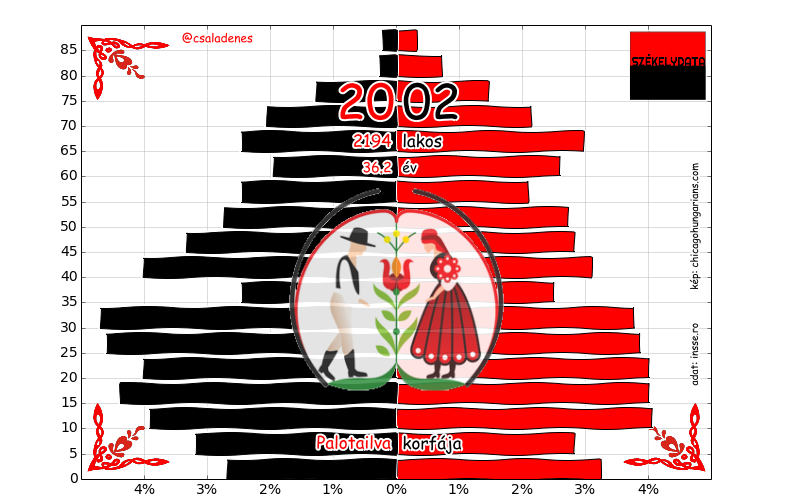 @csaladenes
SZÉKELYDATA
2002
2194 lakos
36,2 év
kép: chicagohungarians.com
adat: insse.ro
Palotailva korfája
85
80
75
70
65
60
55
50
45
40
35
30
25
20
15
10
5
0
4% 3% 2% 1% 0% 1% 2% 3% 4%